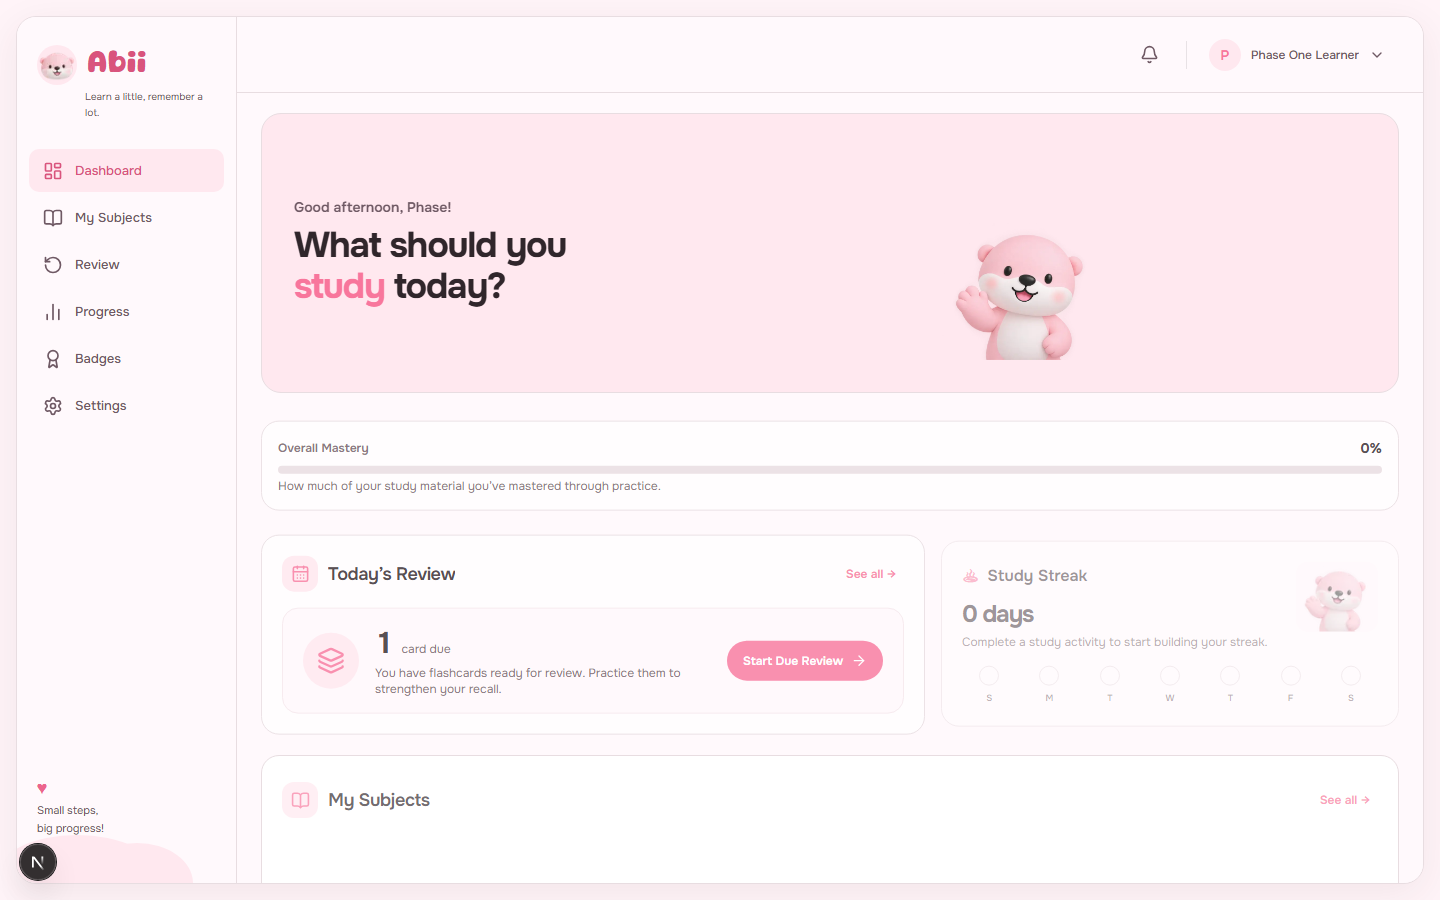 Abii
Learn a little, remember a
lot.
Dashboard
My Subjects
Review
Progress
Badges
Settings
Small steps,
big progress!
N
P
Phase One Learner
Good afternoon, Phase!
What should you
study today?
Overall Mastery
0%
How much of your study material you've mastered through practice.
Today's Review
See all →
1 card due
You have flashcards ready for review. Practice them to
strengthen your recall.
Start Due Review →
Study Streak
0 days
Complete a study activity to start building your streak.
S M T W T F S
My Subjects
See all →